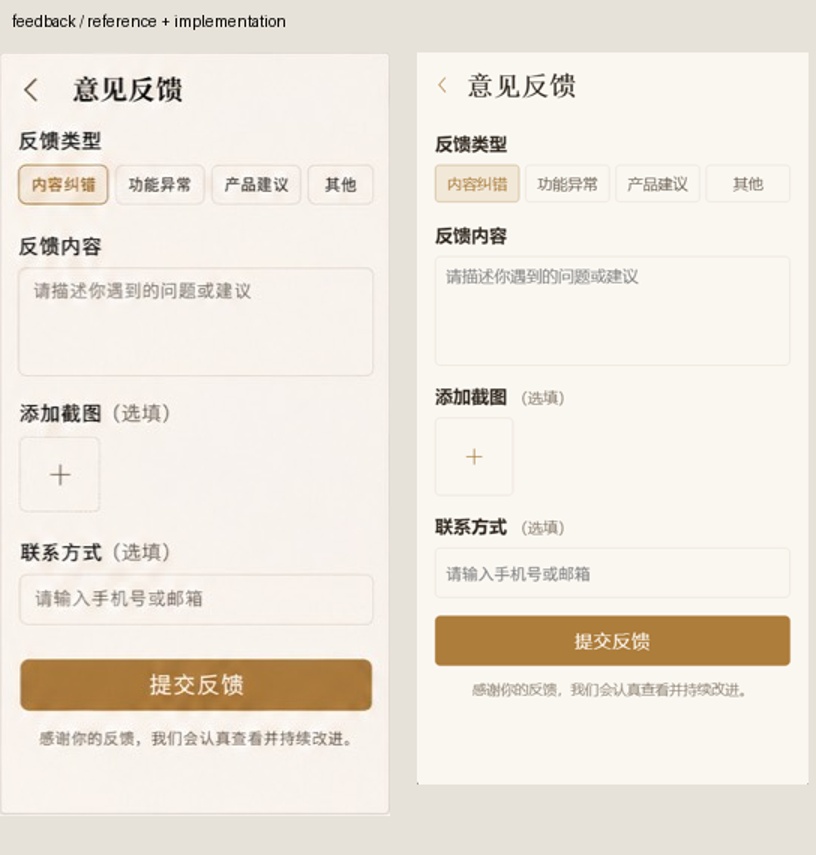 feedback / reference + implementation
意见反馈
反馈类型
内容纠错 功能异常 产品建议 其他
反馈内容
请描述你遇到的问题或建议
添加截图（选填）
+
联系方式（选填）
请输入手机号或邮箱
提交反馈
感谢你的反馈，我们会认真查看并持续改进。
意见反馈
反馈类型
内容纠错 功能异常 产品建议 其他
反馈内容
请描述你遇到的问题或建议
添加截图（选填）
+
联系方式（选填）
请输入手机号或邮箱
提交反馈
感谢你的反馈，我们会认真查看并持续改进。